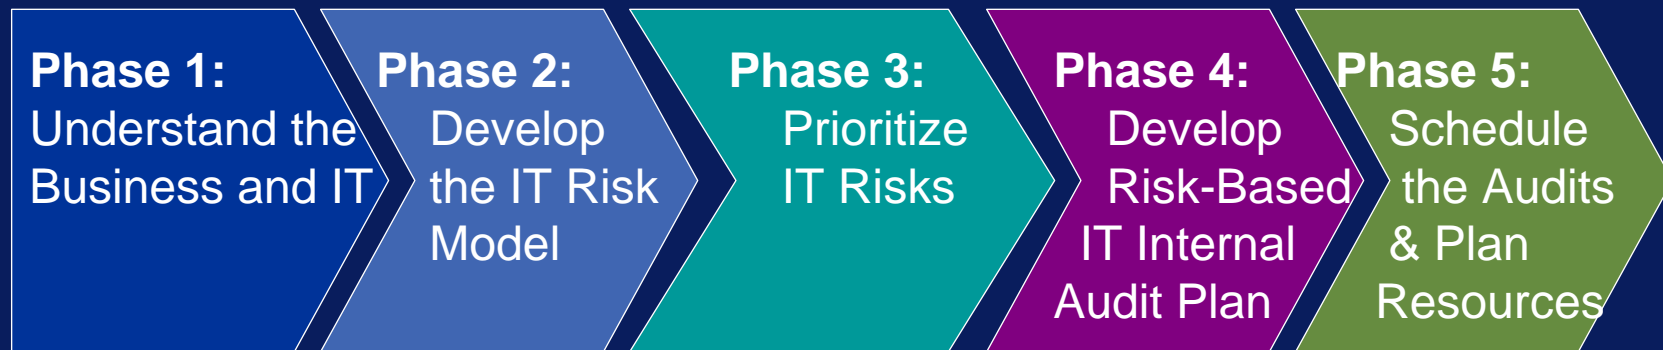 Phase 1:
Understand the
Business and IT
Phase 2:
Develop
the IT Risk
Model
Phase 3:
Prioritize
IT Risks
Phase 4:
Develop
Risk-Based
IT Internal
Audit Plan
Phase 5:
Schedule
the Audits
& Plan
Resources